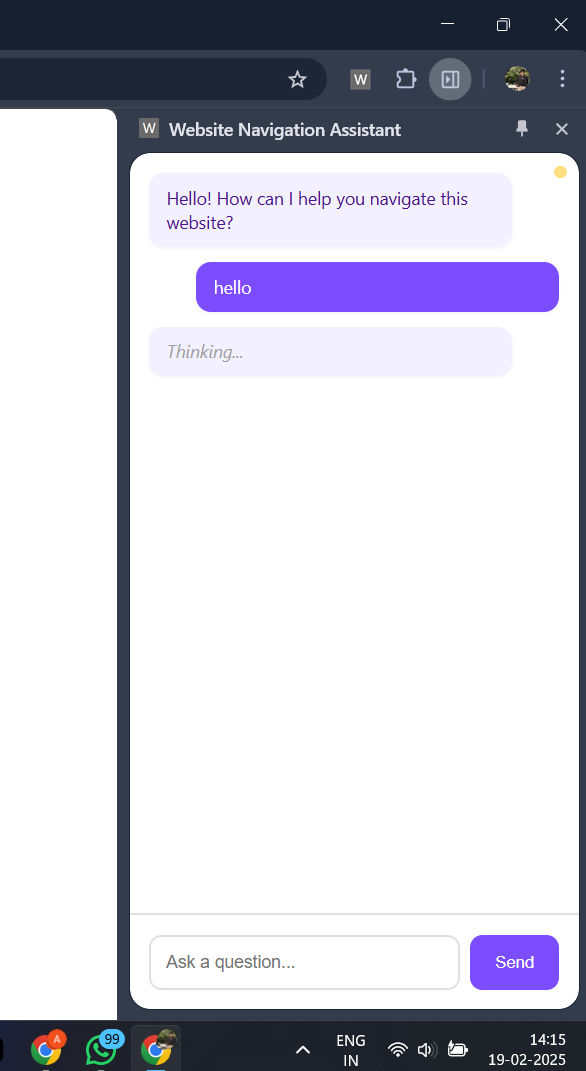 W
W Website Navigation Assistant
Hello! How can I help you navigate this
website?
hello
Thinking...
Ask a question...
Send
A
99
ENG
IN
14:15
19-02-2025